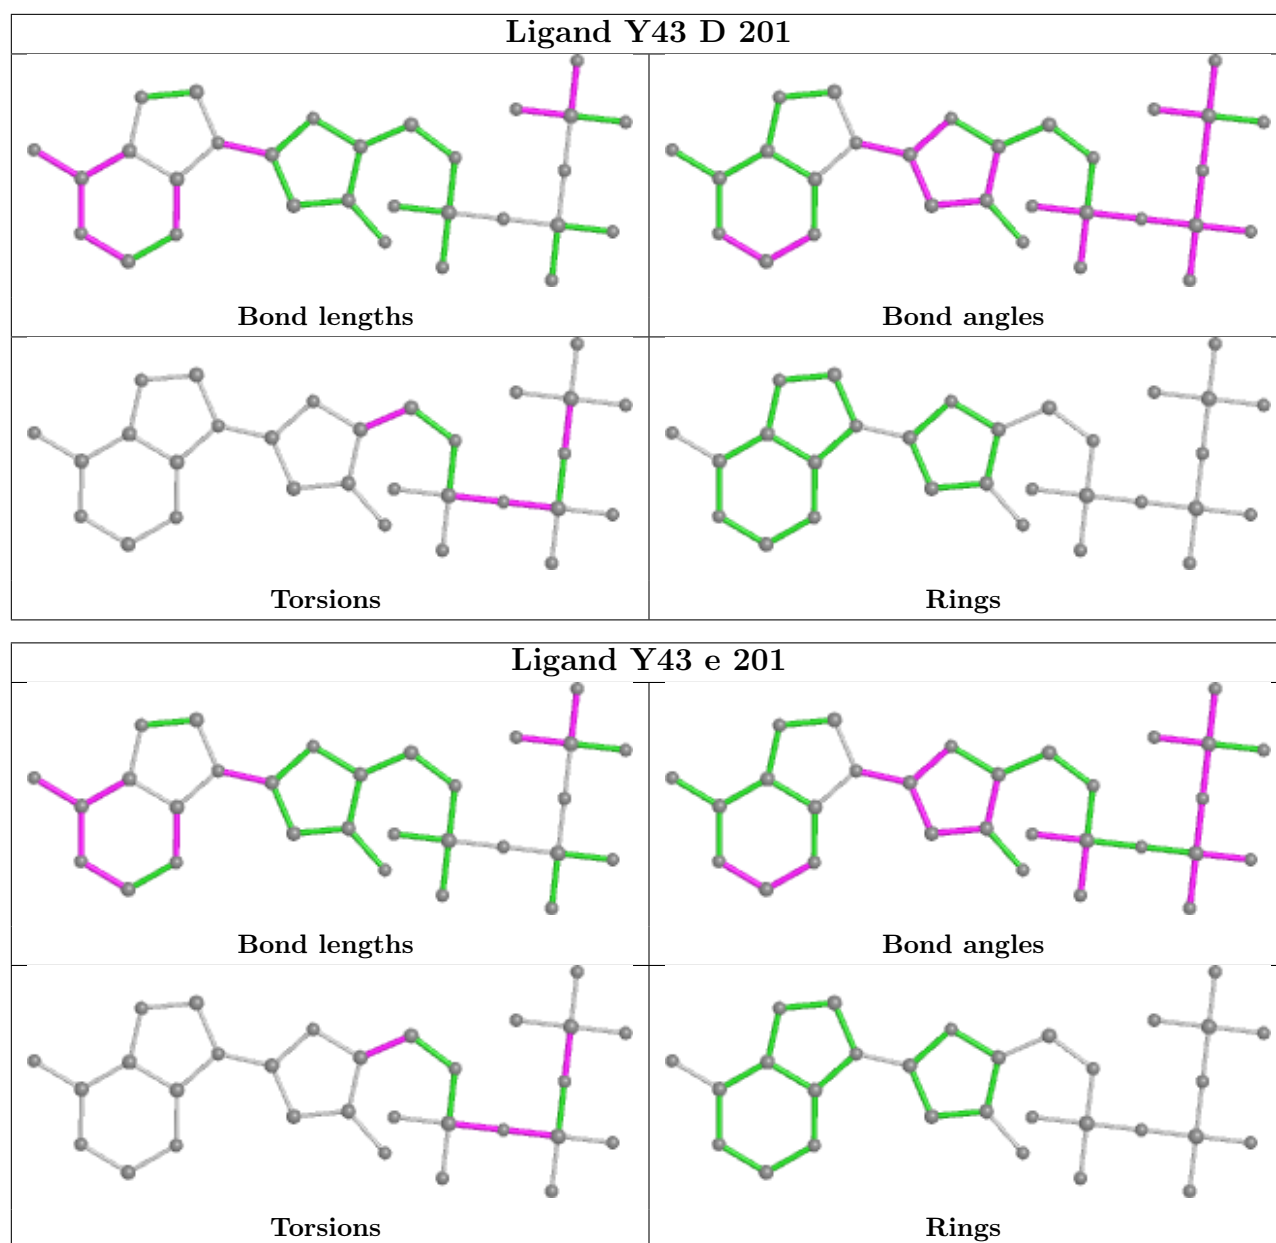 Ligand Y43 D 201
Bond lengths
Bond angles
Torsions
Rings
Ligand Y43 e 201
Bond lengths
Bond angles
Torsions
Rings